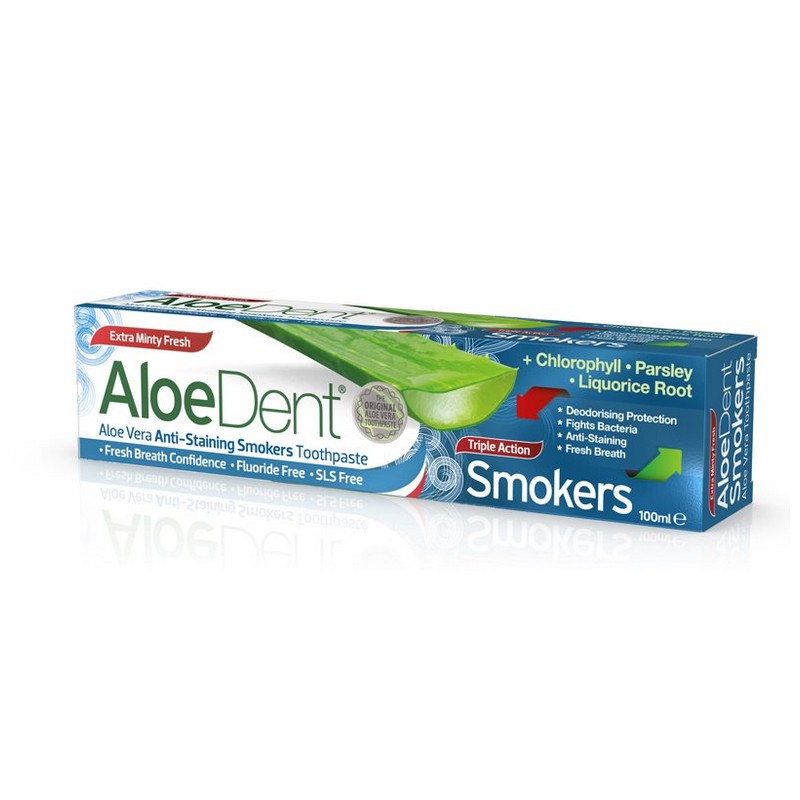 AloeDent
Extra Minty Fresh
AloeDent®
THE
ORIGINAL
ALOE VERA
TOOTHPASTE
Aloe Vera Anti-Staining Smokers Toothpaste
• Fresh Breath Confidence • Fluoride Free • SLS Free
+ Chlorophyll • Parsley
• Liquorice Root
* Deodorising Protection
* Fights Bacteria
* Anti-Staining
* Fresh Breath
Triple Action
Smokers
100ml ℮
Extra Minty Fresh
AloeDent
Smokers
Aloe Vera Toothpaste